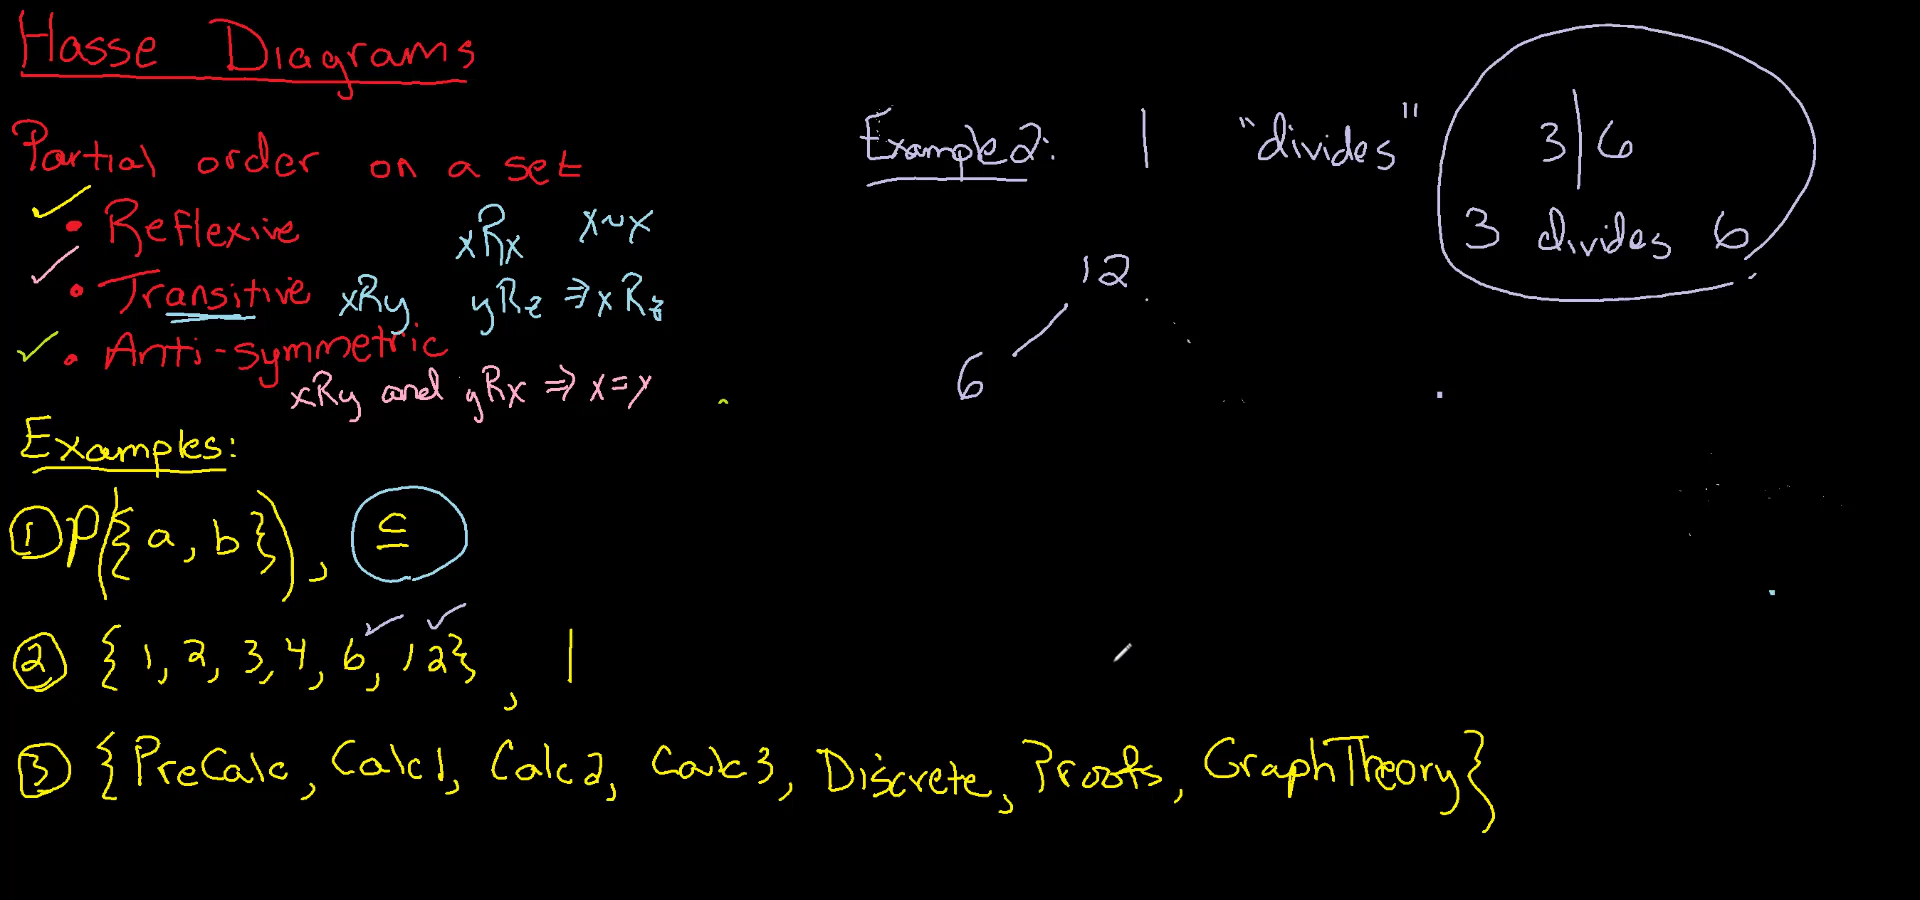 Hasse Diagrams
Partial order on a set
• Reflexive xRx x~x
• Transitive xRy yRz ⇒ xRz
• Anti-symmetric
xRy and yRx ⇒ x=y
Examples:
① P({a, b}), ⊆
② {1, 2, 3, 4, 6, 12}, |
③ {PreCalc, Calc1, Calc2, Calc3, Discrete, Proofs, GraphTheory}
Example 2: | "divides"
3|6
3 divides 6
12
6